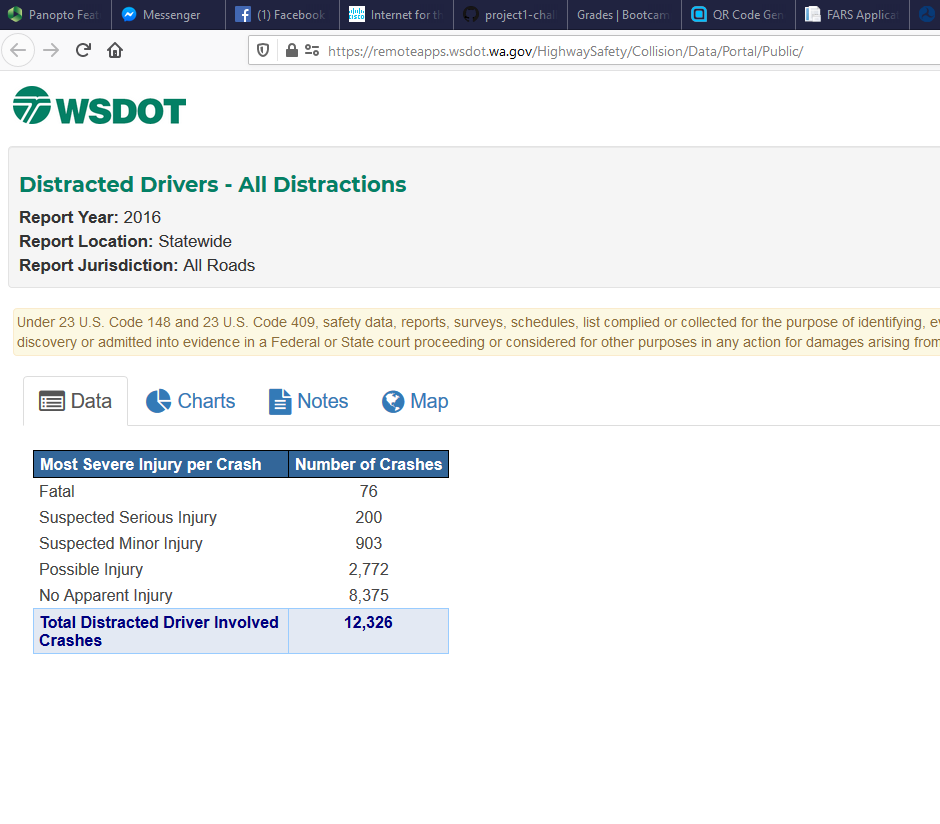 Panopto Feat
Messenger
(1) Facebook
Internet for th
project1-chal
Grades | Bootcam
QR Code Gen
FARS Applicat
https://remoteapps.wsdot.wa.gov/HighwaySafety/Collision/Data/Portal/Public/
WSDOT
Distracted Drivers - All Distractions
Report Year: 2016
Report Location: Statewide
Report Jurisdiction: All Roads
Under 23 U.S. Code 148 and 23 U.S. Code 409, safety data, reports, surveys, schedules, list complied or collected for the purpose of identifying, ev
discovery or admitted into evidence in a Federal or State court proceeding or considered for other purposes in any action for damages arising from
Data Charts Notes Map
Most Severe Injury per Crash Number of Crashes
Fatal 76
Suspected Serious Injury 200
Suspected Minor Injury 903
Possible Injury 2,772
No Apparent Injury 8,375
Total Distracted Driver Involved 12,326
Crashes